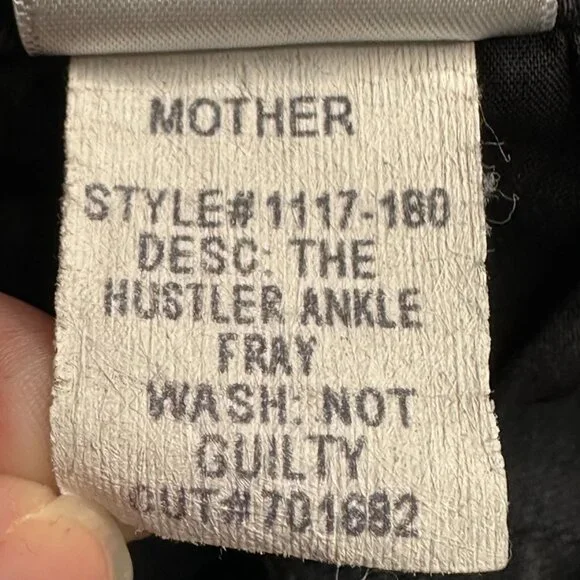 MOTHER
STYLE# 1117-180
DESC: THE
HUSTLER ANKLE
FRAY
WASH: NOT
GUILTY
CUT# 701682